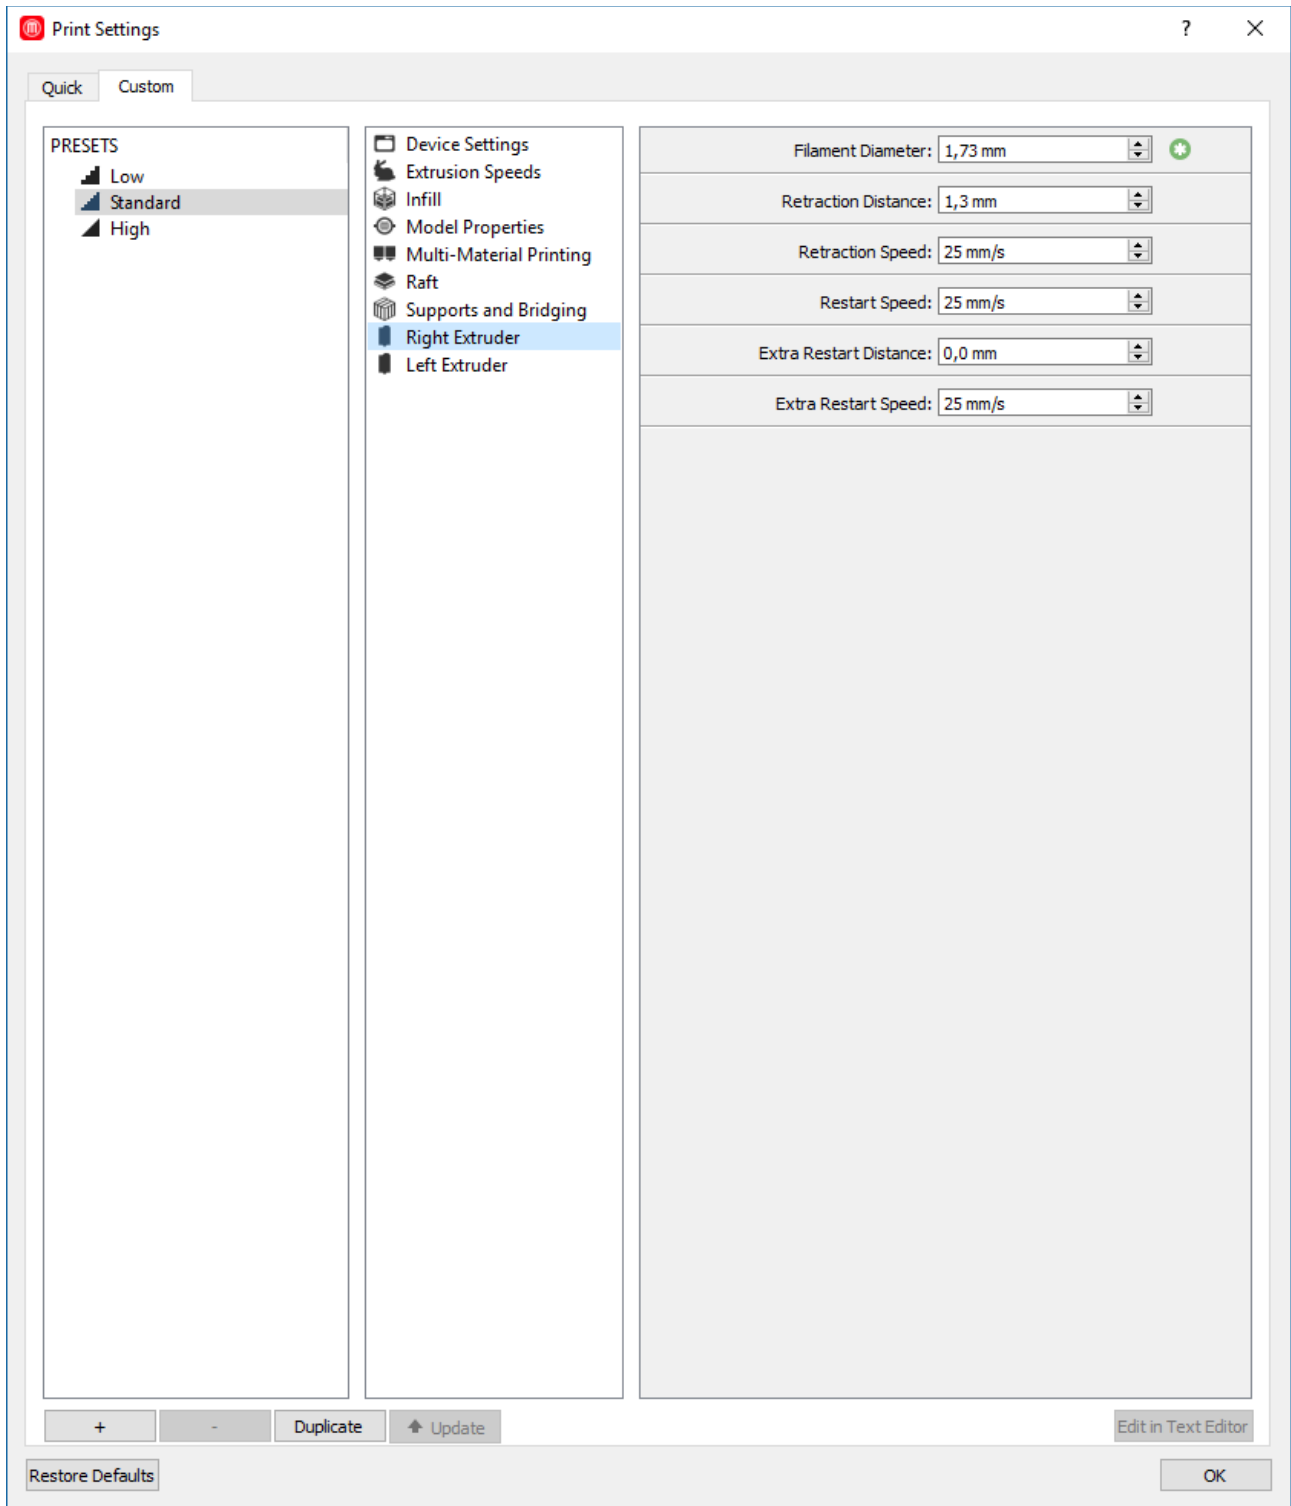 Print Settings
?
Quick
Custom
PRESETS
Low
Standard
High
Device Settings
Extrusion Speeds
Infill
Model Properties
Multi-Material Printing
Raft
Supports and Bridging
Right Extruder
Left Extruder
Filament Diameter: 1,73 mm
Retraction Distance: 1,3 mm
Retraction Speed: 25 mm/s
Restart Speed: 25 mm/s
Extra Restart Distance: 0,0 mm
Extra Restart Speed: 25 mm/s
+
-
Duplicate
Update
Edit in Text Editor
Restore Defaults
OK